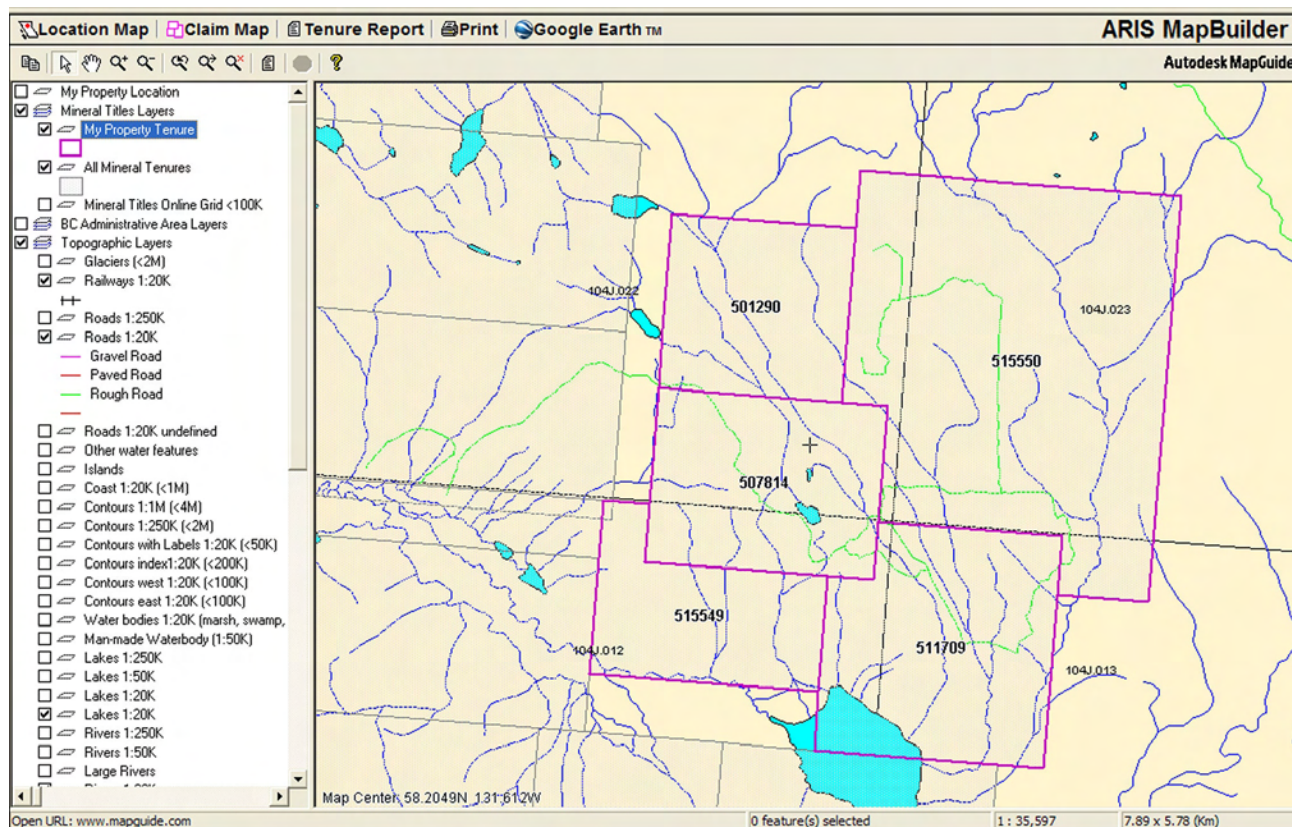 Location Map | Claim Map | Tenure Report | Print | Google Earth TM
ARIS MapBuilder
Autodesk MapGuide
My Property Location
Mineral Titles Layers
My Property Tenure
All Mineral Tenures
Mineral Titles Online Grid <100K
BC Administrative Area Layers
Topographic Layers
Glaciers (<2M)
Railways 1:20K
Roads 1:250K
Roads 1:20K
Gravel Road
Paved Road
Rough Road
Roads 1:20K undefined
Other water features
Islands
Coast 1:20K (<1M)
Contours 1:1M (<4M)
Contours 1:250K (<2M)
Contours with Labels 1:20K (<50K)
Contours index1:20K (<200K)
Contours west 1:20K (<100K)
Contours east 1:20K (<100K)
Water bodies 1:20K (marsh, swamp,
Man-made Waterbody (1:50K)
Lakes 1:250K
Lakes 1:50K
Lakes 1:20K
Lakes 1:20K
Rivers 1:250K
Rivers 1:50K
Large Rivers
104J.022
501290
104J.023
515550
507814
515549
104J.012
511709
104J.013
Map Center: 58.2049N, 131.612W
Open URL: www.mapguide.com
0 feature(s) selected
1 : 35,597
7.89 x 5.78 (Km)